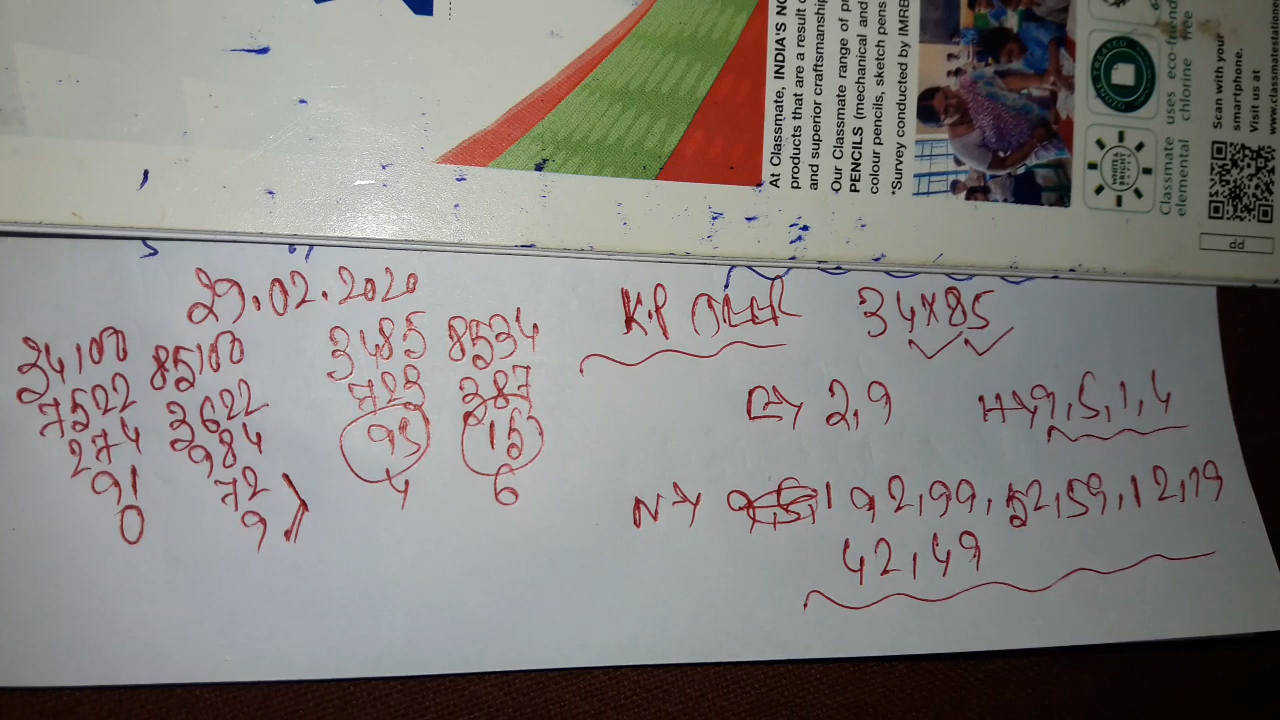 At Classmate, INDIA'S NO
products that are a result o
and superior craftsmanship
Our Classmate range of pr
PENCILS (mechanical and
colour pencils, sketch pens
*Survey conducted by IMRB
WHITE & BRIGHT
Classmate uses eco-friend
elemental chlorine free
Scan with your
smartphone.
Visit us at
www.classmatestatione
29.02.2020
K.P 34x85
34100 85100 3485 8534
7522 3622 723 387
274 984 95 15
91 72 4 6
0 9
2,9 H→9,5,1,4
N→ 92,99,52,59,12,19
42,49